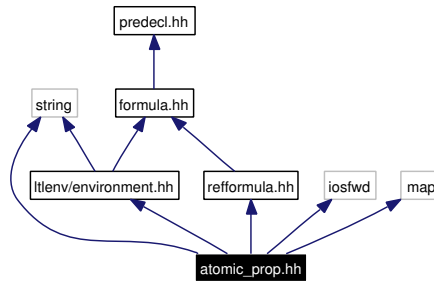 predecl.hh
string
formula.hh
ltlenv/environment.hh
refformula.hh
iosfwd
map
atomic_prop.hh